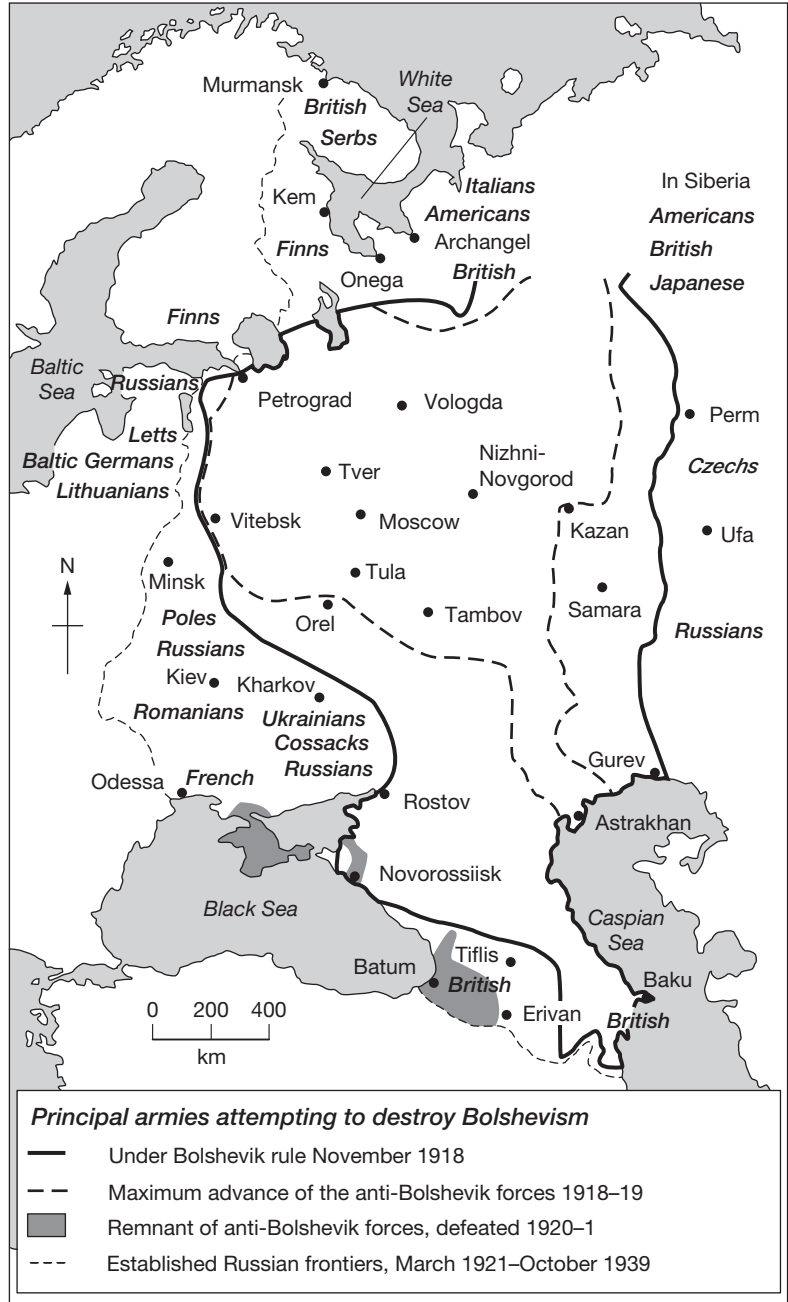 Murmansk
White
Sea
British
Serbs
Italians
Americans
Kem
Archangel
Finns
Onega
British
In Siberia
Americans
British
Japanese
Finns
Baltic
Sea
Russians
Petrograd
Vologda
Perm
Letts
Baltic Germans
Lithuanians
Tver
Nizhni-
Novgorod
Czechs
Vitebsk
Moscow
Kazan
Ufa
N
Minsk
Tula
Samara
Poles
Orel
Tambov
Russians
Russians
Kiev
Kharkov
Romanians
Ukrainians
Cossacks
Russians
Gurev
Odessa
French
Rostov
Astrakhan
Novorossiisk
Black Sea
Caspian
Sea
Batum
Tiflis
British
Baku
Erivan
British
0 200 400
km
Principal armies attempting to destroy Bolshevism
Under Bolshevik rule November 1918
Maximum advance of the anti-Bolshevik forces 1918–19
Remnant of anti-Bolshevik forces, defeated 1920–1
Established Russian frontiers, March 1921–October 1939